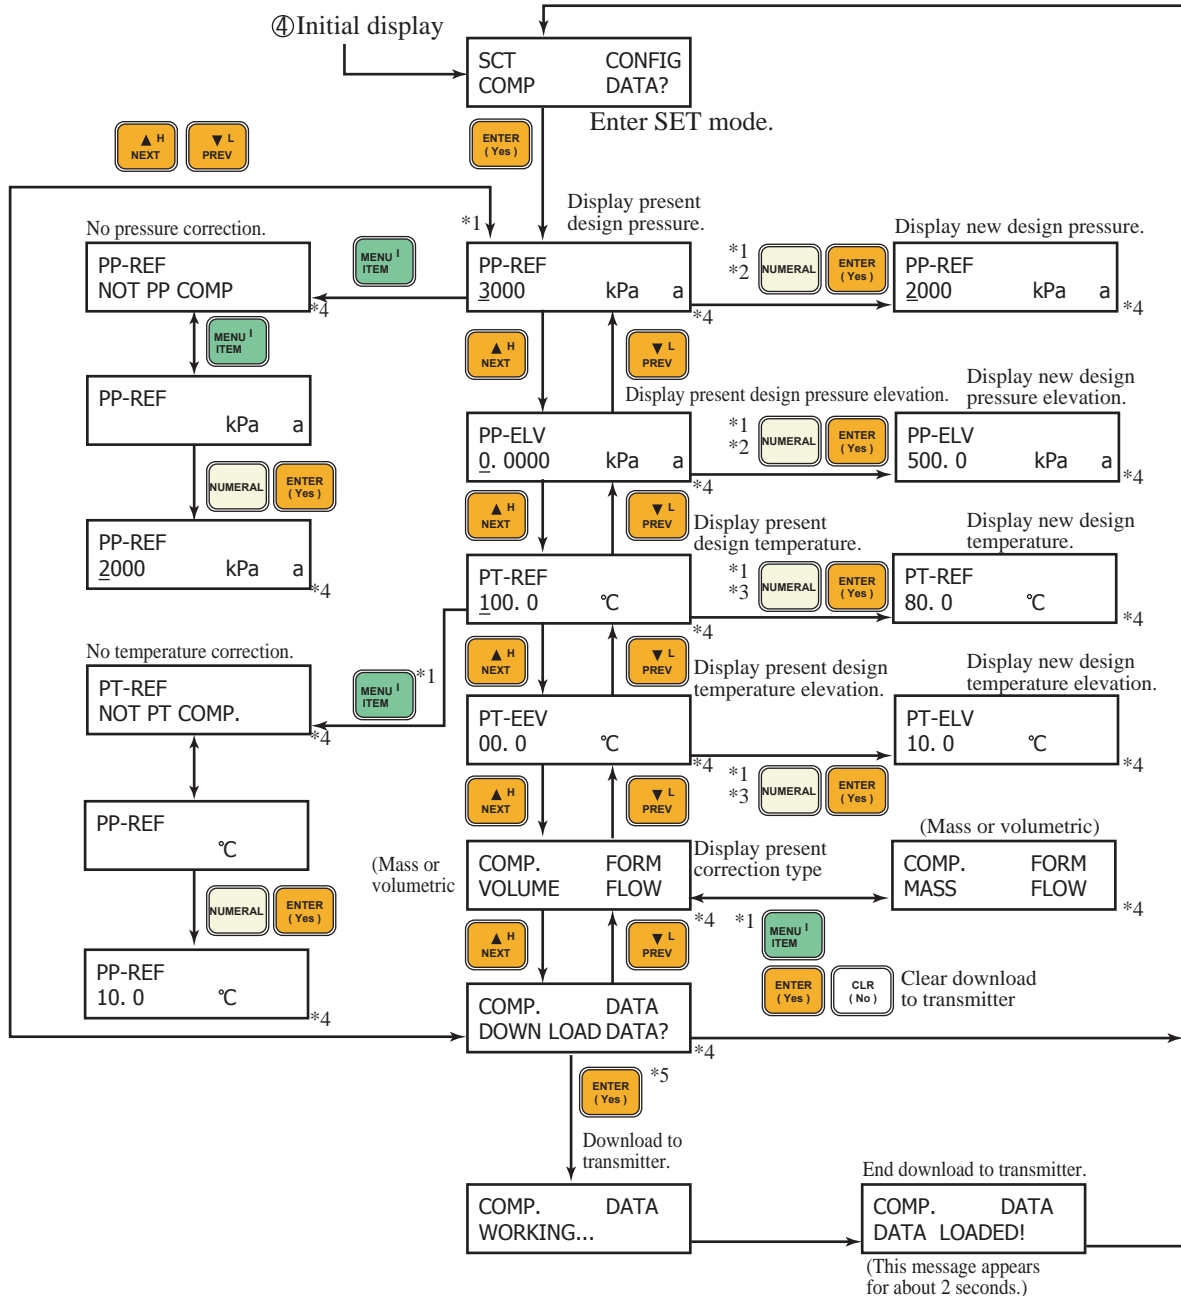 ④Initial display
SCT CONFIG
COMP DATA?
Enter SET mode.
ENTER
( Yes )
▲ H
NEXT
▼ L
PREV
Display present
design pressure.
*1
No pressure correction.
PP-REF
NOT PP COMP
*4
MENU I
ITEM
PP-REF
3000 kPa a
*4
*1
*2
NUMERAL
ENTER
( Yes )
Display new design pressure.
PP-REF
2000 kPa a
*4
MENU I
ITEM
▲ H
NEXT
▼ L
PREV
PP-REF
kPa a
Display present design pressure elevation.
Display new design
pressure elevation.
PP-ELV
0. 0000 kPa a
*4
*1
*2
NUMERAL
ENTER
( Yes )
PP-ELV
500. 0 kPa a
*4
NUMERAL
ENTER
( Yes )
▲ H
NEXT
▼ L
PREV
PP-REF
2000 kPa a
*4
Display present
design temperature.
Display new design
temperature.
PT-REF
100. 0 ℃
*4
*1
*3
NUMERAL
ENTER
( Yes )
PT-REF
80. 0 ℃
*4
No temperature correction.
PT-REF
NOT PT COMP.
*4
MENU I
ITEM
*1
▲ H
NEXT
▼ L
PREV
Display present design
temperature elevation.
Display new design
temperature elevation.
PT-EEV
00. 0 ℃
*4
*1
*3
NUMERAL
ENTER
( Yes )
PT-ELV
10. 0 ℃
*4
▲ H
NEXT
▼ L
PREV
PP-REF
℃
(Mass or
volumetric
COMP. FORM
VOLUME FLOW
*4
Display present
correction type
(Mass or volumetric)
COMP. FORM
MASS FLOW
*4
*1
MENU I
ITEM
NUMERAL
ENTER
( Yes )
▲ H
NEXT
▼ L
PREV
ENTER
( Yes )
CLR
( No )
Clear download
to transmitter
PP-REF
10. 0 ℃
*4
COMP. DATA
DOWN LOAD DATA?
*4
ENTER
( Yes )
*5
Download to
transmitter.
COMP. DATA
WORKING...
End download to transmitter.
COMP. DATA
DATA LOADED!
(This message appears
for about 2 seconds.)